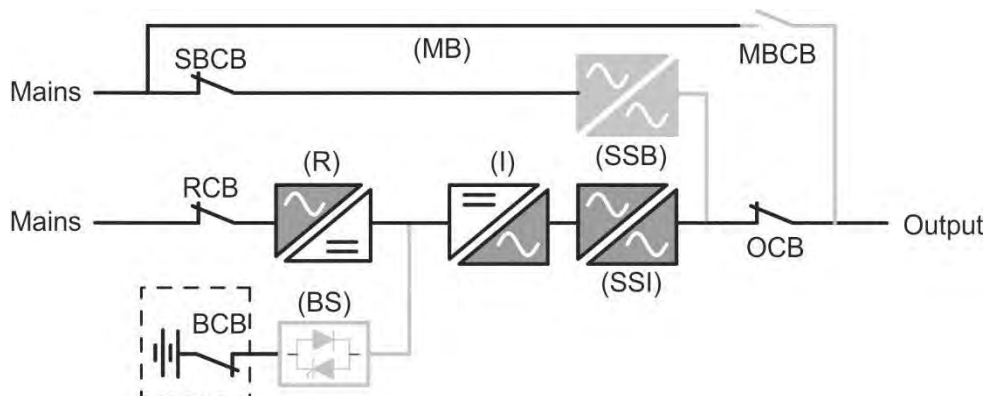 (MB)
MBCB
SBCB
Mains
(SSB)
(R)
(I)
RCB
Mains
Output
OCB
(SSI)
(BS)
BCB